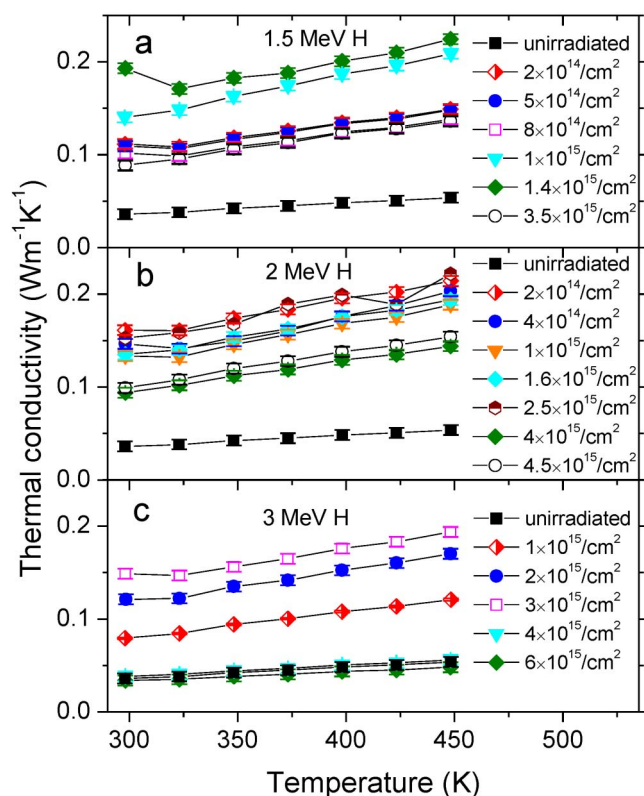 Thermal conductivity (Wm⁻¹K⁻¹)
a
1.5 MeV H
0.2
0.1
0.0
unirradiated
2×10¹⁴/cm²
5×10¹⁴/cm²
8×10¹⁴/cm²
1×10¹⁵/cm²
1.4×10¹⁵/cm²
3.5×10¹⁵/cm²
b
2 MeV H
0.2
0.1
0.0
unirradiated
2×10¹⁴/cm²
4×10¹⁴/cm²
1×10¹⁵/cm²
1.6×10¹⁵/cm²
2.5×10¹⁵/cm²
4×10¹⁵/cm²
4.5×10¹⁵/cm²
c
3 MeV H
0.2
0.1
0.0
unirradiated
1×10¹⁵/cm²
2×10¹⁵/cm²
3×10¹⁵/cm²
4×10¹⁵/cm²
6×10¹⁵/cm²
300 350 400 450 500
Temperature (K)